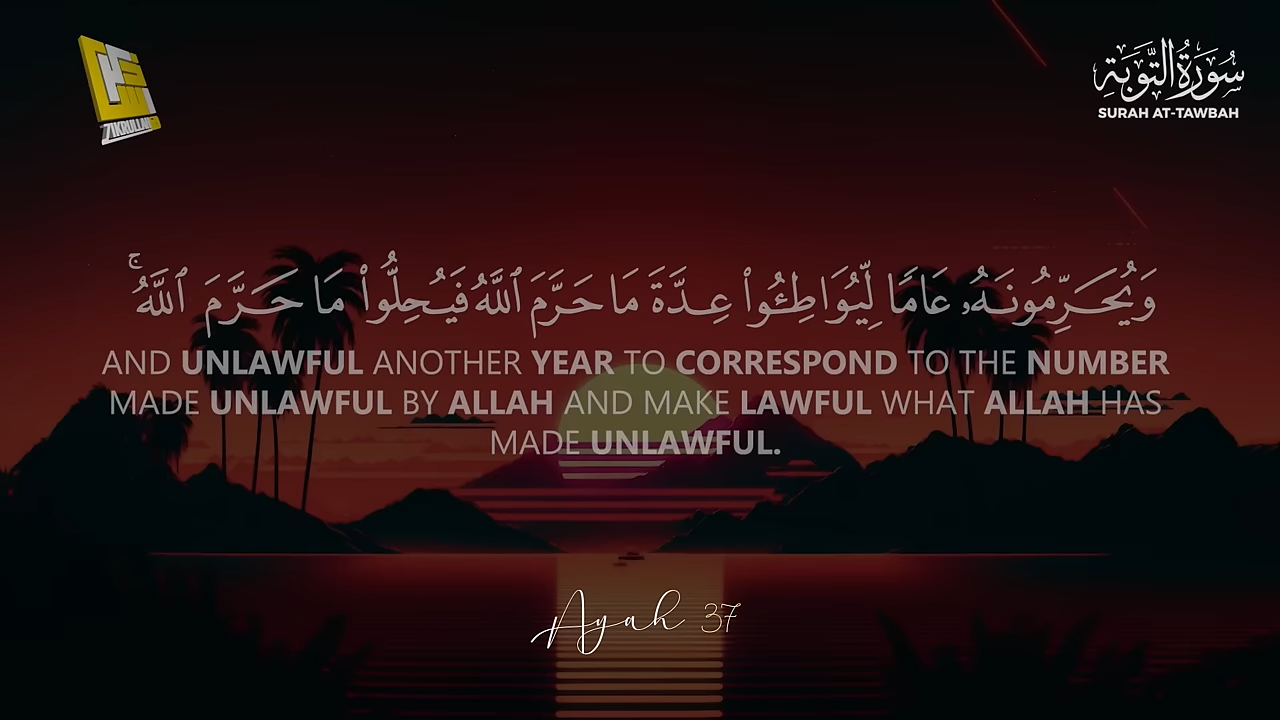 ZIKRULLAH
سُورَةُ التَّوْبَةِ
SURAH AT-TAWBAH
وَيُحَرِّمُونَهُۥ عَامًا لِّيُوَاطِـُٔوا۟ عِدَّةَ مَا حَرَّمَ ٱللَّهُ فَيُحِلُّوا۟ مَا حَرَّمَ ٱللَّهُ ۚ
AND UNLAWFUL ANOTHER YEAR TO CORRESPOND TO THE NUMBER
MADE UNLAWFUL BY ALLAH AND MAKE LAWFUL WHAT ALLAH HAS
MADE UNLAWFUL.
Ayah 37